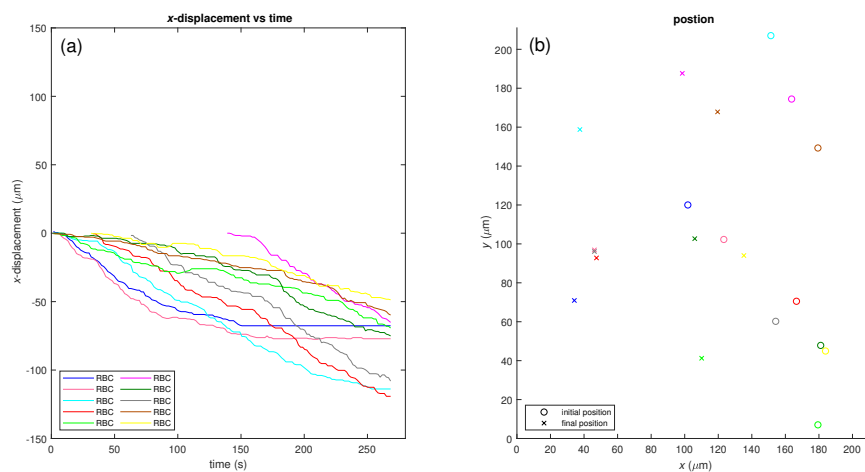 x-displacement vs time
(a)
150
100
50
0
-50
-100
-150
x-displacement (μm)
0 50 100 150 200 250
time (s)
RBC RBC
RBC RBC
RBC RBC
RBC RBC
RBC RBC
postion
(b)
200
180
160
140
120
100
80
60
40
20
0
y (μm)
0 20 40 60 80 100 120 140 160 180 200
x (μm)
initial position
final position